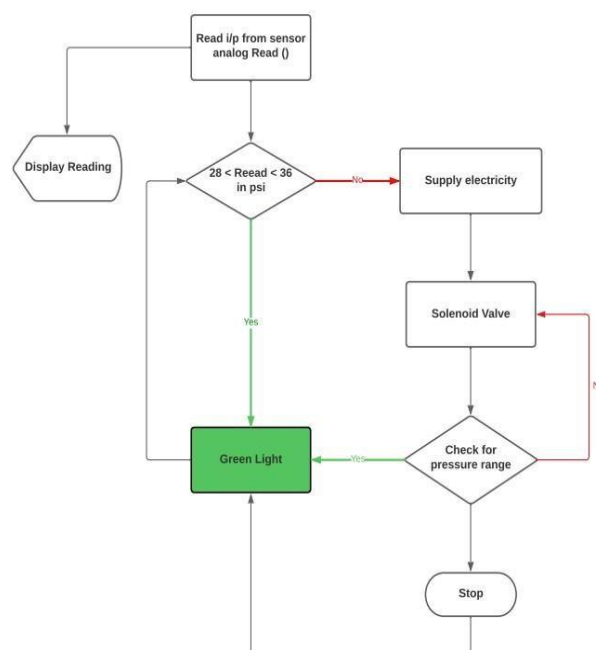 Read i/p from sensor
analog Read ()
Display Reading
28 < Reead < 36
in psi
No
Supply electricity
Yes
Solenoid Valve
Green Light
Yes
Check for
pressure range
Stop